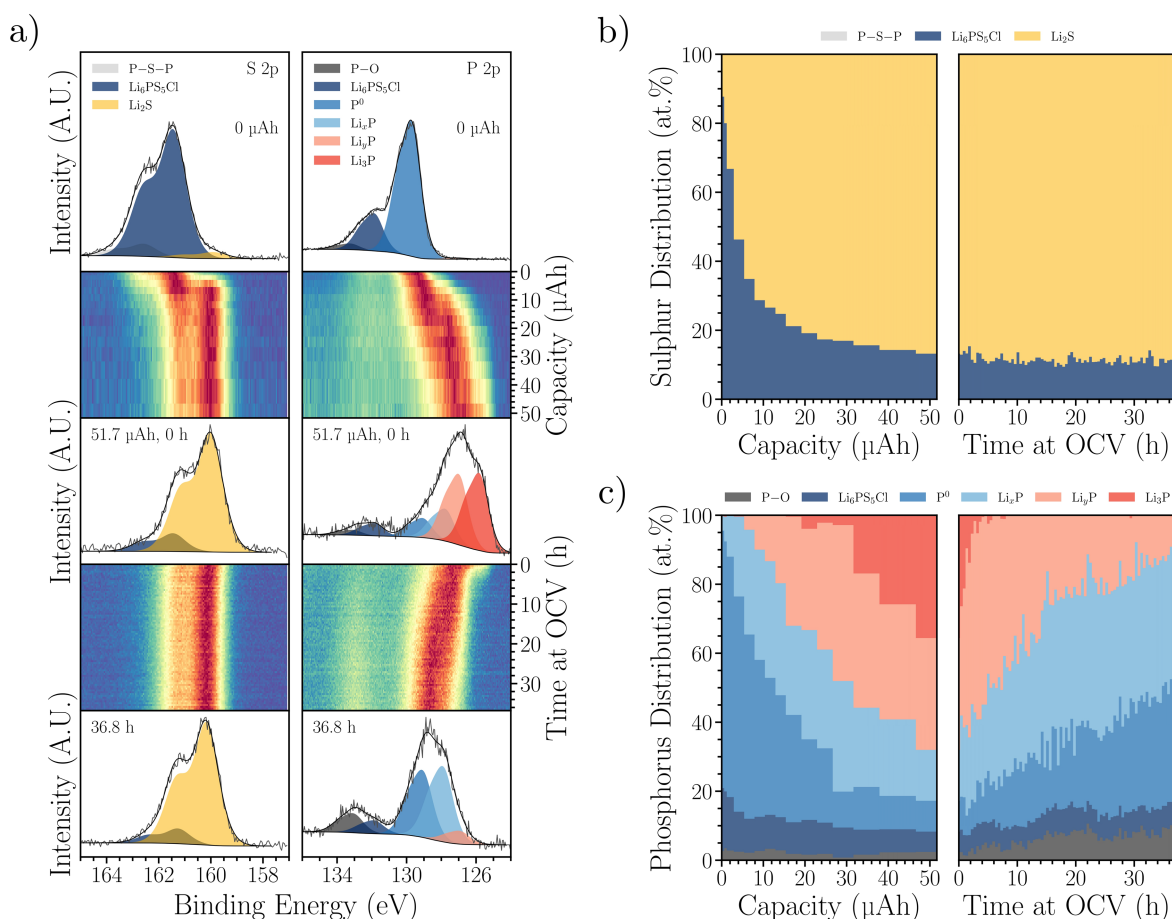 a)
P−S−P
Li₆PS₅Cl
Li₂S
S 2p
0 µAh
P−O
Li₆PS₅Cl
P⁰
LiₓP
LiᵧP
Li₃P
P 2p
0 µAh
Intensity (A.U.)
0
10
20
30
40
50
Capacity (µAh)
51.7 µAh, 0 h
51.7 µAh, 0 h
Intensity (A.U.)
0
10
20
30
Time at OCV (h)
36.8 h
36.8 h
Intensity (A.U.)
164 162 160 158
134 130 126
Binding Energy (eV)
b)
P−S−P Li₆PS₅Cl Li₂S
100
80
60
40
20
0
Sulphur Distribution (at.%)
0 10 20 30 40 50
0 10 20 30
Capacity (µAh)
Time at OCV (h)
c)
P−O Li₆PS₅Cl P⁰ LiₓP LiᵧP Li₃P
100
80
60
40
20
0
Phosphorus Distribution (at.%)
0 10 20 30 40 50
0 10 20 30
Capacity (µAh)
Time at OCV (h)